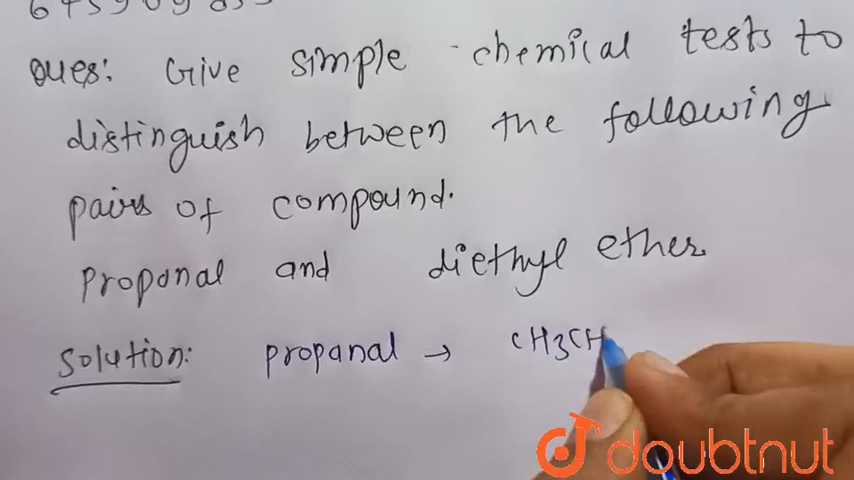 Ques: Give simple chemical tests to
distinguish between the following
pairs of compound.
Propanal and diethyl ether
Solution: propanal → CH3CH
doubtnut